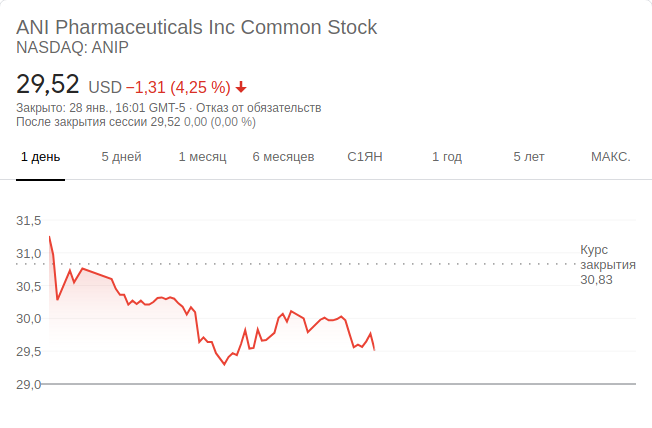 ANI Pharmaceuticals Inc Common Stock
NASDAQ: ANIP
29,52 USD −1,31 (4,25 %)
Закрыто: 28 янв., 16:01 GMT-5 · Отказ от обязательств
После закрытия сессии 29,52 0,00 (0,00 %)
1 день 5 дней 1 месяц 6 месяцев С1ЯН 1 год 5 лет МАКС.
31,5
31,0
30,5
30,0
29,5
29,0
Курс
закрытия
30,83